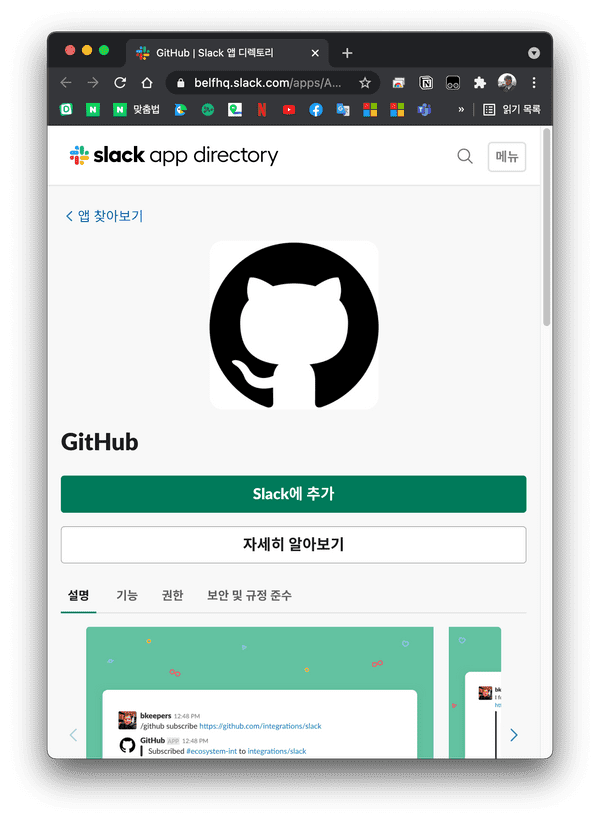 GitHub | Slack 앱 디렉토리
belfhq.slack.com/apps/A...
맞춤법
» 읽기 목록
slack app directory
메뉴
앱 찾아보기
GitHub
Slack에 추가
자세히 알아보기
설명 기능 권한 보안 및 규정 준수
bkeepers 12:48 PM
/github subscribe https://github.com/integrations/slack
GitHub APP 12:48 PM
Subscribed #ecosystem-int to integrations/slack